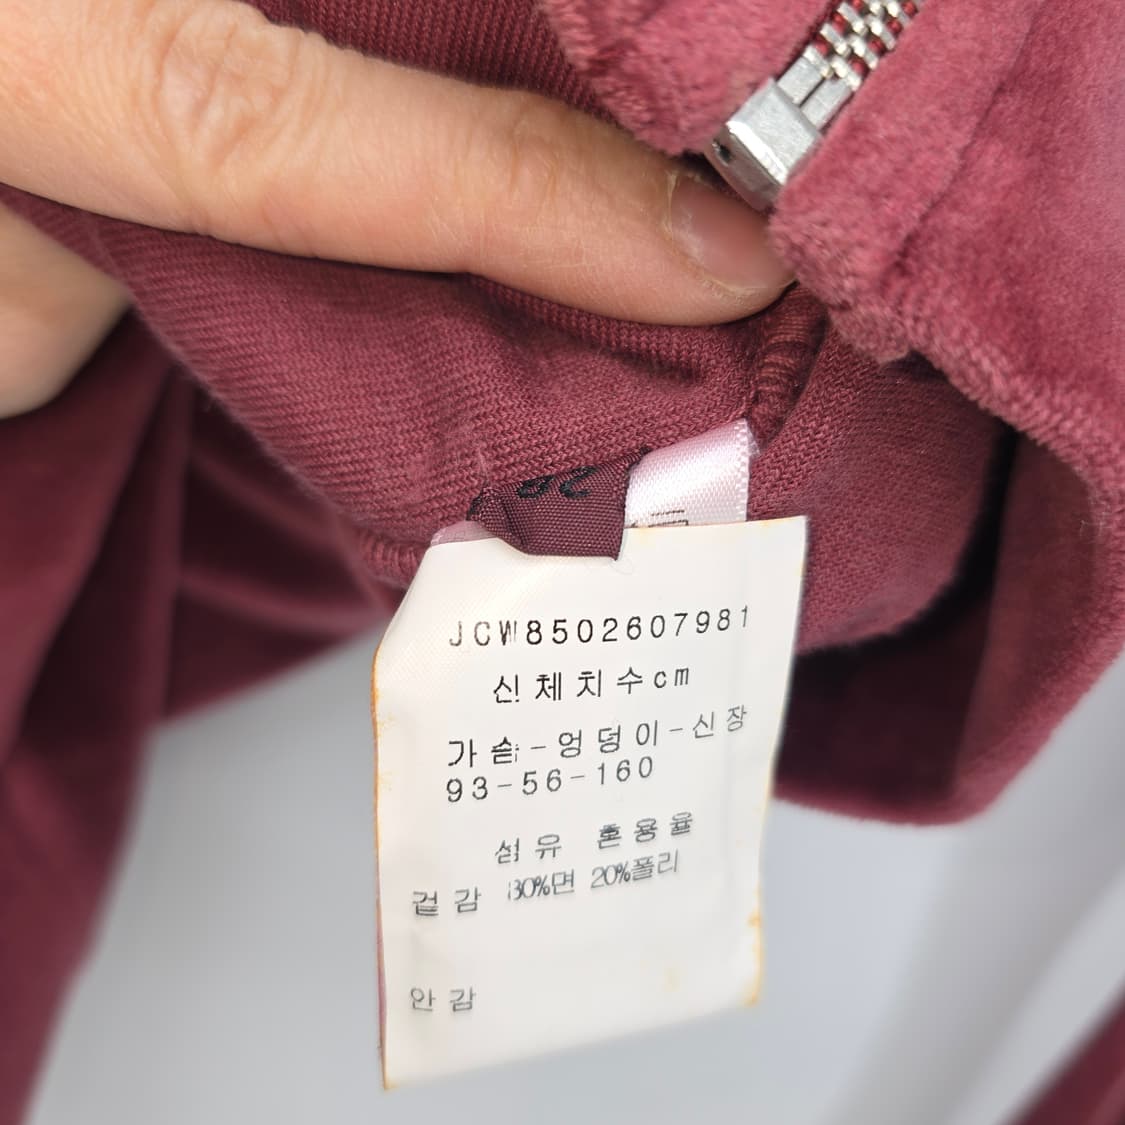 JCW8502607981
신체치수cm
가슴-엉덩이-신장
93-56-160
섬유 혼용율
겉감 80%면 20%폴리
안감